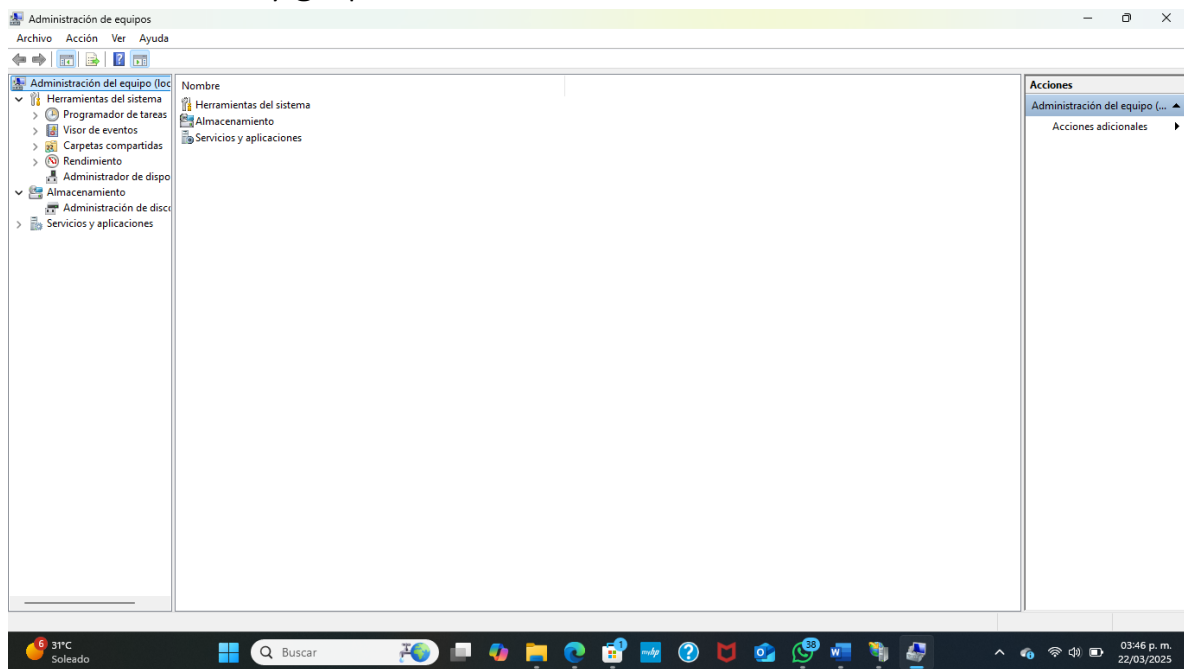 Administración de equipos
Archivo Acción Ver Ayuda
Administración del equipo (loc
Herramientas del sistema
Programador de tareas
Visor de eventos
Carpetas compartidas
Rendimiento
Administrador de dispo
Almacenamiento
Administración de disco
Servicios y aplicaciones
Nombre
Herramientas del sistema
Almacenamiento
Servicios y aplicaciones
Acciones
Administración del equipo (...
Acciones adicionales
6
31°C
Soleado
Buscar
1
myhp
38
03:46 p. m.
22/03/2025